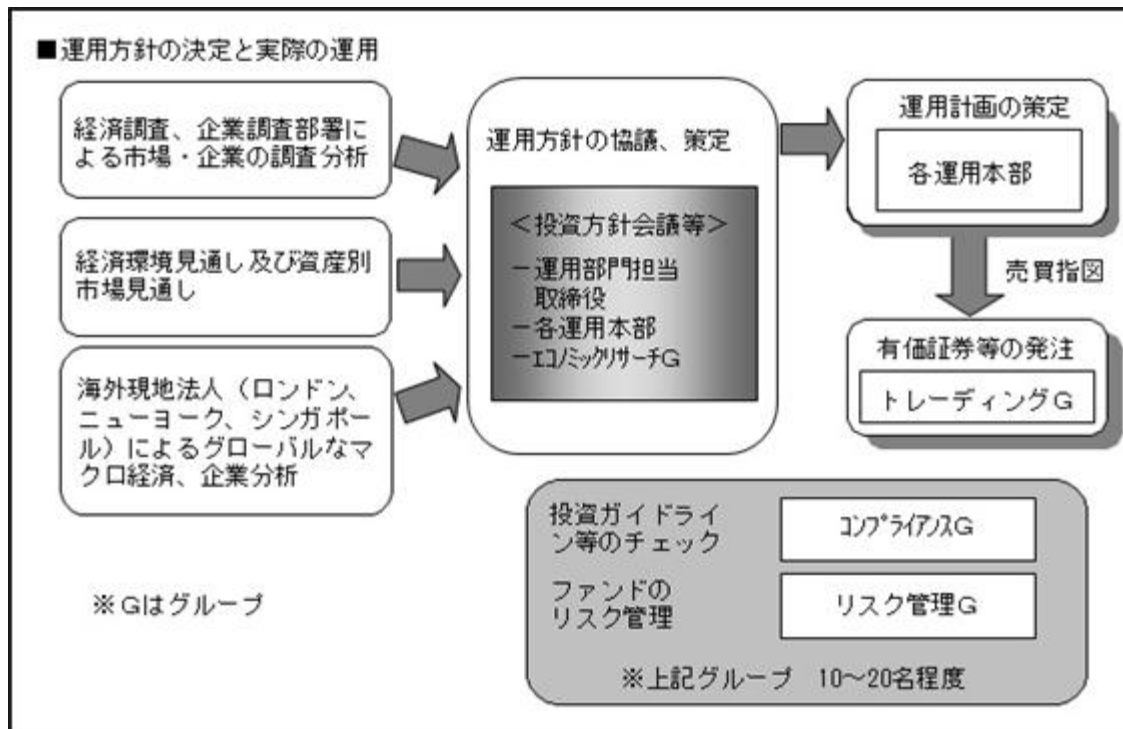 ■運用方針の決定と実際の運用
経済調査、企業調査部署に
よる市場・企業の調査分析
経済環境見通し及び資産別
市場見通し
海外現地法人（ロンドン、
ニューヨーク、シンガポー
ル）によるグローバルなマ
クロ経済、企業分析
運用方針の協議、策定
＜投資方針会議等＞
－運用部門担当
取締役
－各運用本部
－ｴｺﾉﾐｯｸﾘｻｰﾁＧ
運用計画の策定
各運用本部
売買指図
有価証券等の発注
トレーディングＧ
投資ガイドライ
ン等のチェック
ｺﾝﾌﾟﾗｲｱﾝｽＧ
ファンドの
リスク管理
リスク管理Ｇ
※上記グループ　10～20名程度
※Ｇはグループ